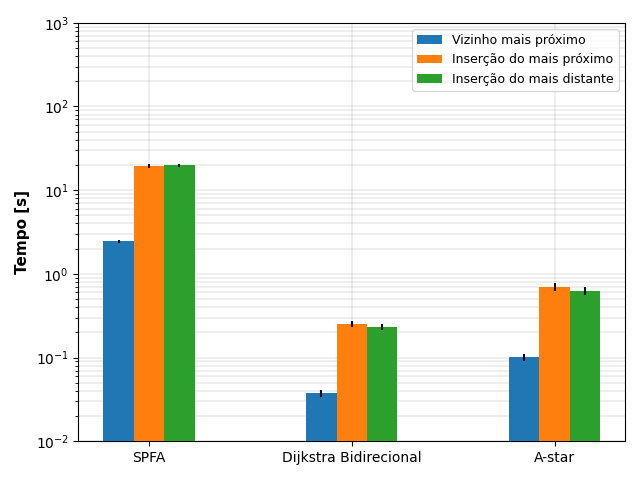 Vizinho mais próximo
Inserção do mais próximo
Inserção do mais distante
Tempo [s]
10³
10²
10¹
10⁰
10⁻¹
10⁻²
SPFA
Dijkstra Bidirecional
A-star